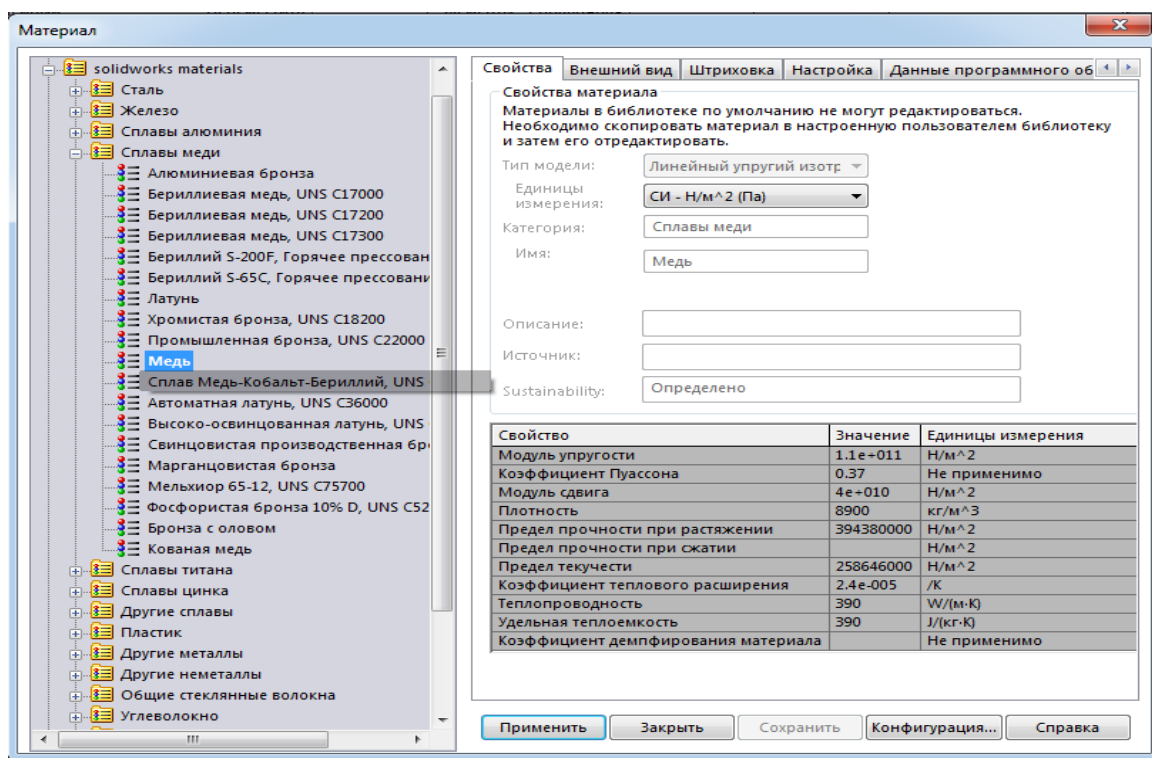 Материал
solidworks materials
Сталь
Железо
Сплавы алюминия
Сплавы меди
Алюминиевая бронза
Бериллиевая медь, UNS C17000
Бериллиевая медь, UNS C17200
Бериллиевая медь, UNS C17300
Бериллий S-200F, Горячее прессован
Бериллий S-65C, Горячее прессовани
Латунь
Хромистая бронза, UNS C18200
Промышленная бронза, UNS C22000
Медь
Сплав Медь-Кобальт-Бериллий, UNS
Автоматная латунь, UNS C36000
Высоко-освинцованная латунь, UNS
Свинцовистая производственная бр
Марганцовистая бронза
Мельхиор 65-12, UNS C75700
Фосфористая бронза 10% D, UNS C52
Бронза с оловом
Кованая медь
Сплавы титана
Сплавы цинка
Другие сплавы
Пластик
Другие металлы
Другие неметаллы
Общие стеклянные волокна
Углеволокно
Свойства Внешний вид Штриховка Настройка Данные программного об
Свойства материала
Материалы в библиотеке по умолчанию не могут редактироваться.
Необходимо скопировать материал в настроенную пользователем библиотеку
и затем его отредактировать.
Тип модели: Линейный упругий изотр
Единицы
измерения: СИ - Н/м^2 (Па)
Категория: Сплавы меди
Имя: Медь
Описание:
Источник:
Sustainability: Определено
Свойство Значение Единицы измерения
Модуль упругости 1.1e+011 Н/м^2
Коэффициент Пуассона 0.37 Не применимо
Модуль сдвига 4e+010 Н/м^2
Плотность 8900 кг/м^3
Предел прочности при растяжении 394380000 Н/м^2
Предел прочности при сжатии Н/м^2
Предел текучести 258646000 Н/м^2
Коэффициент теплового расширения 2.4e-005 /K
Теплопроводность 390 W/(м·K)
Удельная теплоемкость 390 J/(кг·K)
Коэффициент демпфирования материала Не применимо
Применить Закрыть Сохранить Конфигурация... Справка